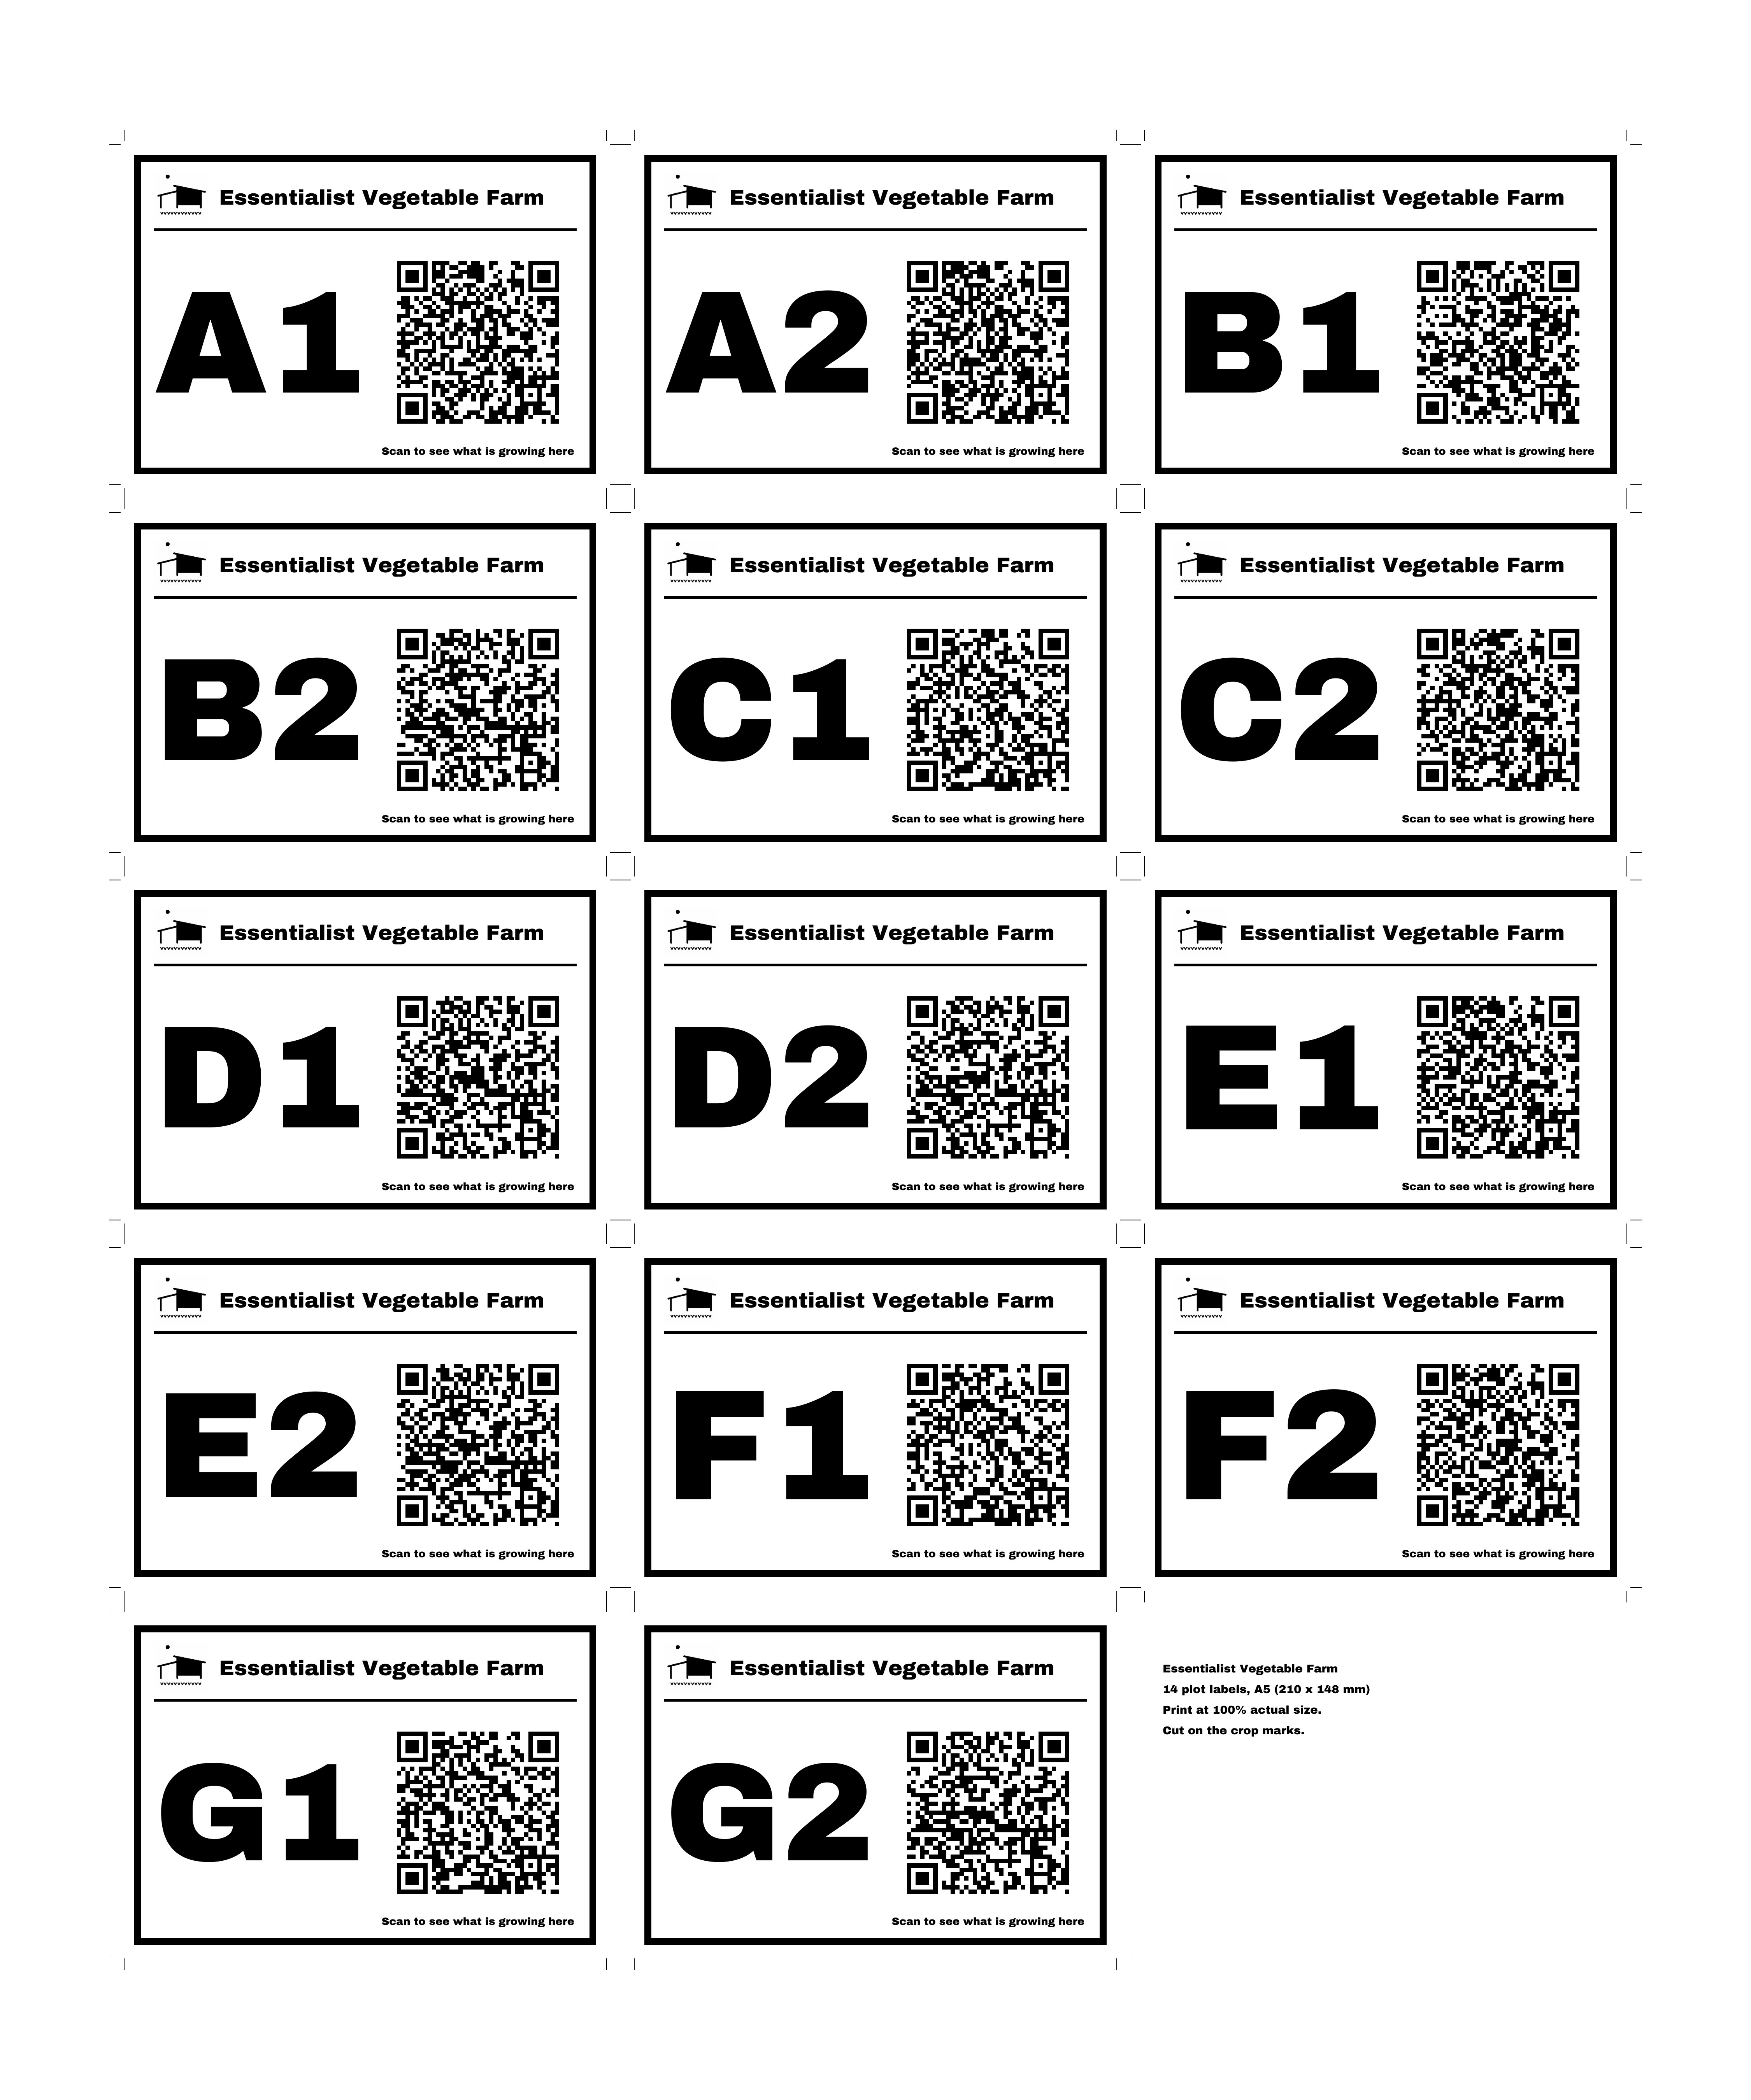 Essentialist Vegetable Farm
A1
Scan to see what is growing here
Essentialist Vegetable Farm
A2
Scan to see what is growing here
Essentialist Vegetable Farm
B1
Scan to see what is growing here
Essentialist Vegetable Farm
B2
Scan to see what is growing here
Essentialist Vegetable Farm
C1
Scan to see what is growing here
Essentialist Vegetable Farm
C2
Scan to see what is growing here
Essentialist Vegetable Farm
D1
Scan to see what is growing here
Essentialist Vegetable Farm
D2
Scan to see what is growing here
Essentialist Vegetable Farm
E1
Scan to see what is growing here
Essentialist Vegetable Farm
E2
Scan to see what is growing here
Essentialist Vegetable Farm
F1
Scan to see what is growing here
Essentialist Vegetable Farm
F2
Scan to see what is growing here
Essentialist Vegetable Farm
G1
Scan to see what is growing here
Essentialist Vegetable Farm
G2
Scan to see what is growing here
Essentialist Vegetable Farm
14 plot labels, A5 (210 x 148 mm)
Print at 100% actual size.
Cut on the crop marks.